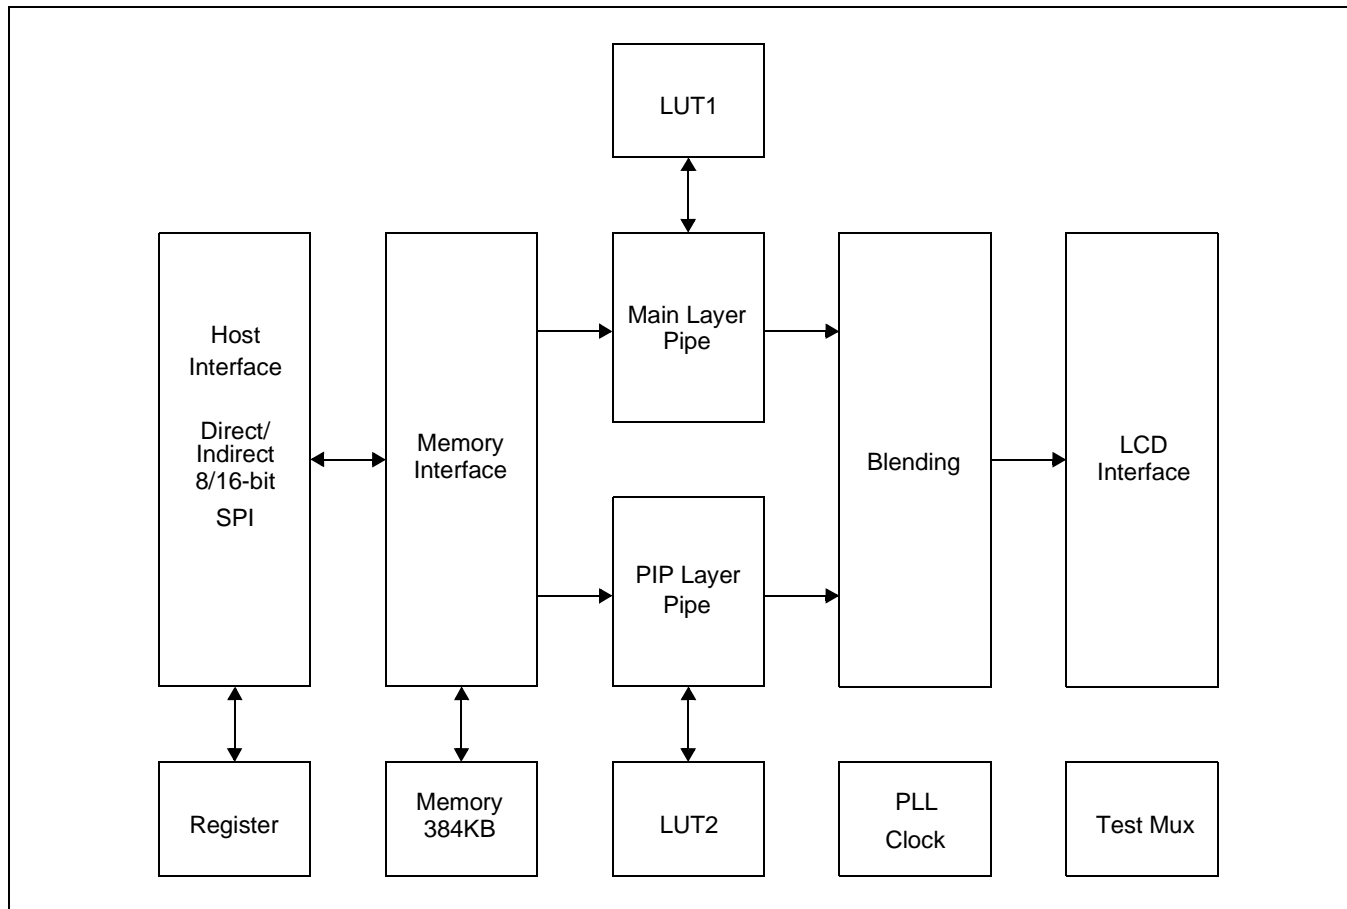 LUT1
Host
Interface
Direct/
Indirect
8/16-bit
SPI
Memory
Interface
Main Layer
Pipe
PIP Layer
Pipe
Blending
LCD
Interface
Register
Memory
384KB
LUT2
PLL
Clock
Test Mux